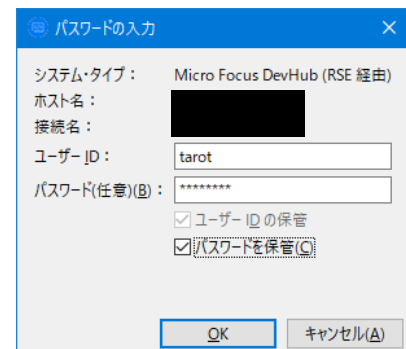 パスワードの入力
システム・タイプ： Micro Focus DevHub (RSE 経由)
ホスト名：
接続名：
ユーザー ID： tarot
パスワード(任意)(B)： ********
ユーザー ID の保管
パスワードを保管(C)
OK キャンセル(A)